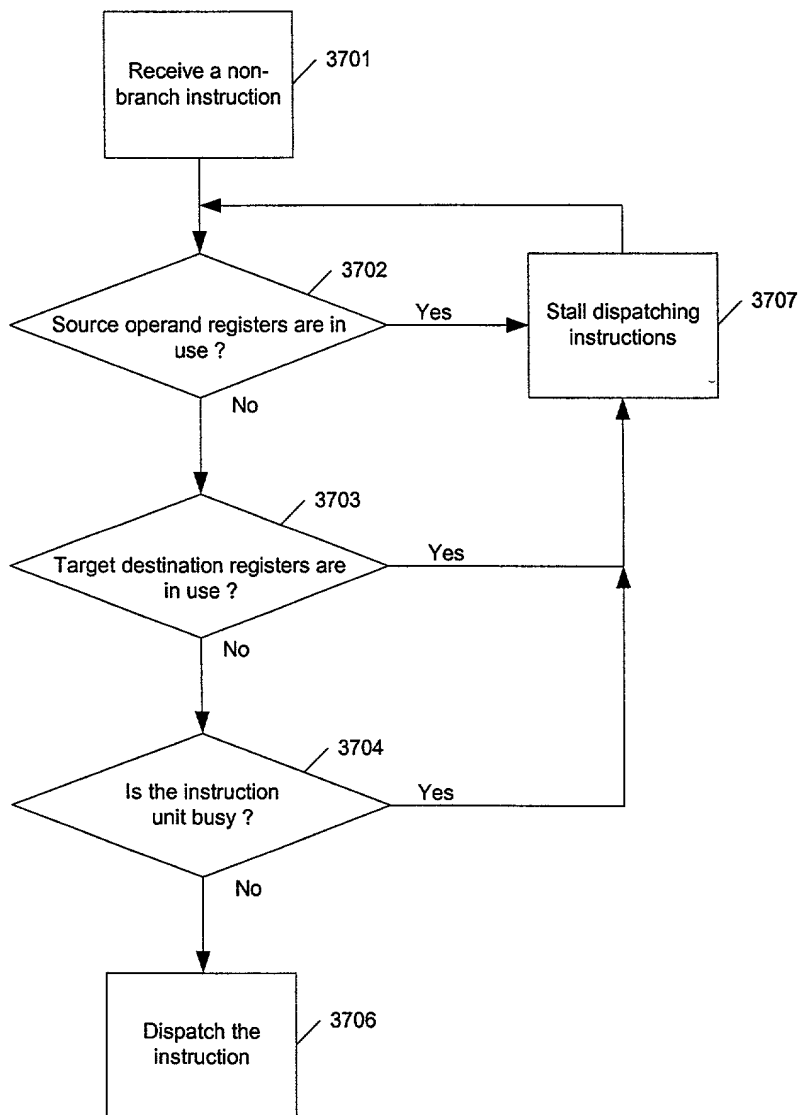 Receive a non-
branch instruction
3701
3702
Source operand registers are in
use ?
Yes
Stall dispatching
instructions
3707
No
3703
Target destination registers are
in use ?
Yes
No
3704
Is the instruction
unit busy ?
Yes
No
Dispatch the
instruction
3706